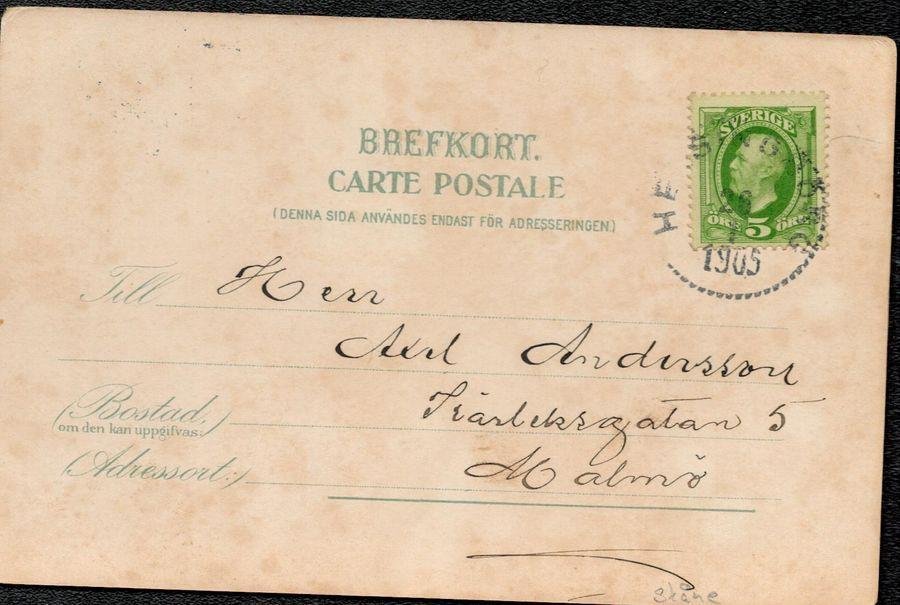 BREFKORT.
CARTE POSTALE
(DENNA SIDA ANVÄNDES ENDAST FÖR ADRESSERINGEN.)
SVERIGE
ÖRE 5 ÖRE
1905
Till Herr
Axel Andersson
(Bostad, om den kan uppgifvas:) Kärleksgatan 5
(Adressort:) Malmö
Skåne